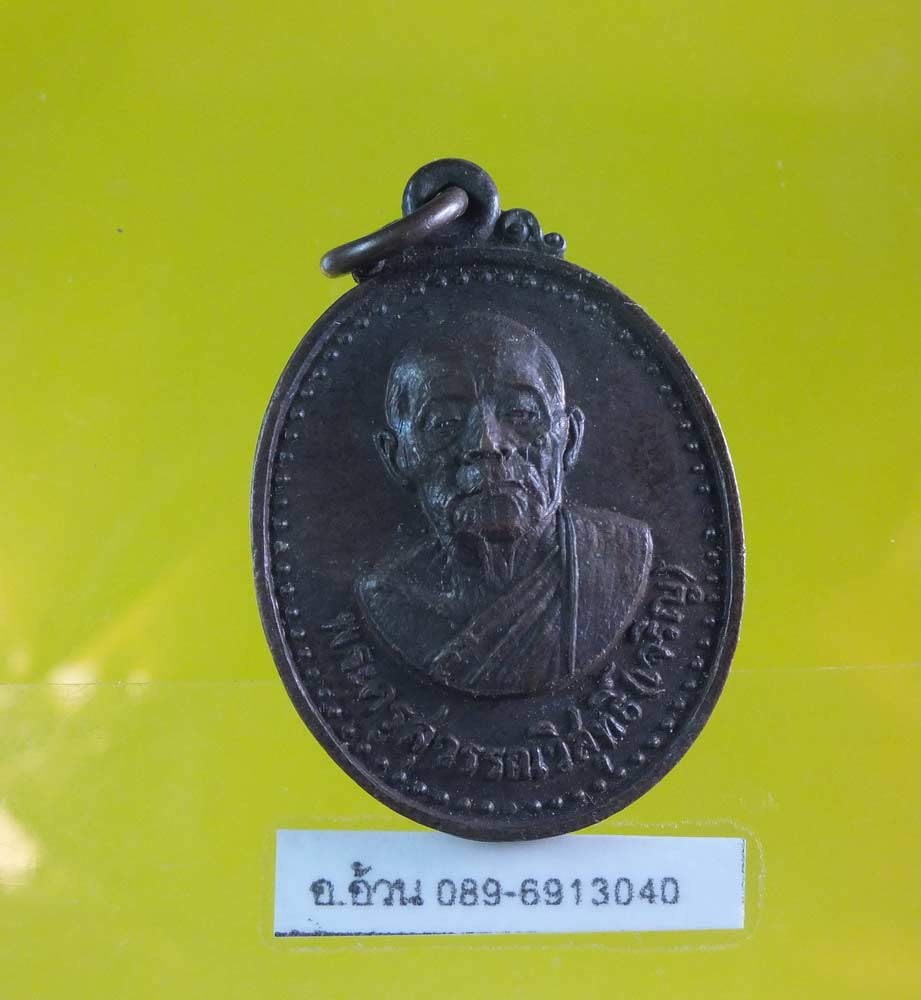 พระครูสุวรรณวิสุทธิ์ (เจริญ)
อ.อ้วน 089-6913040